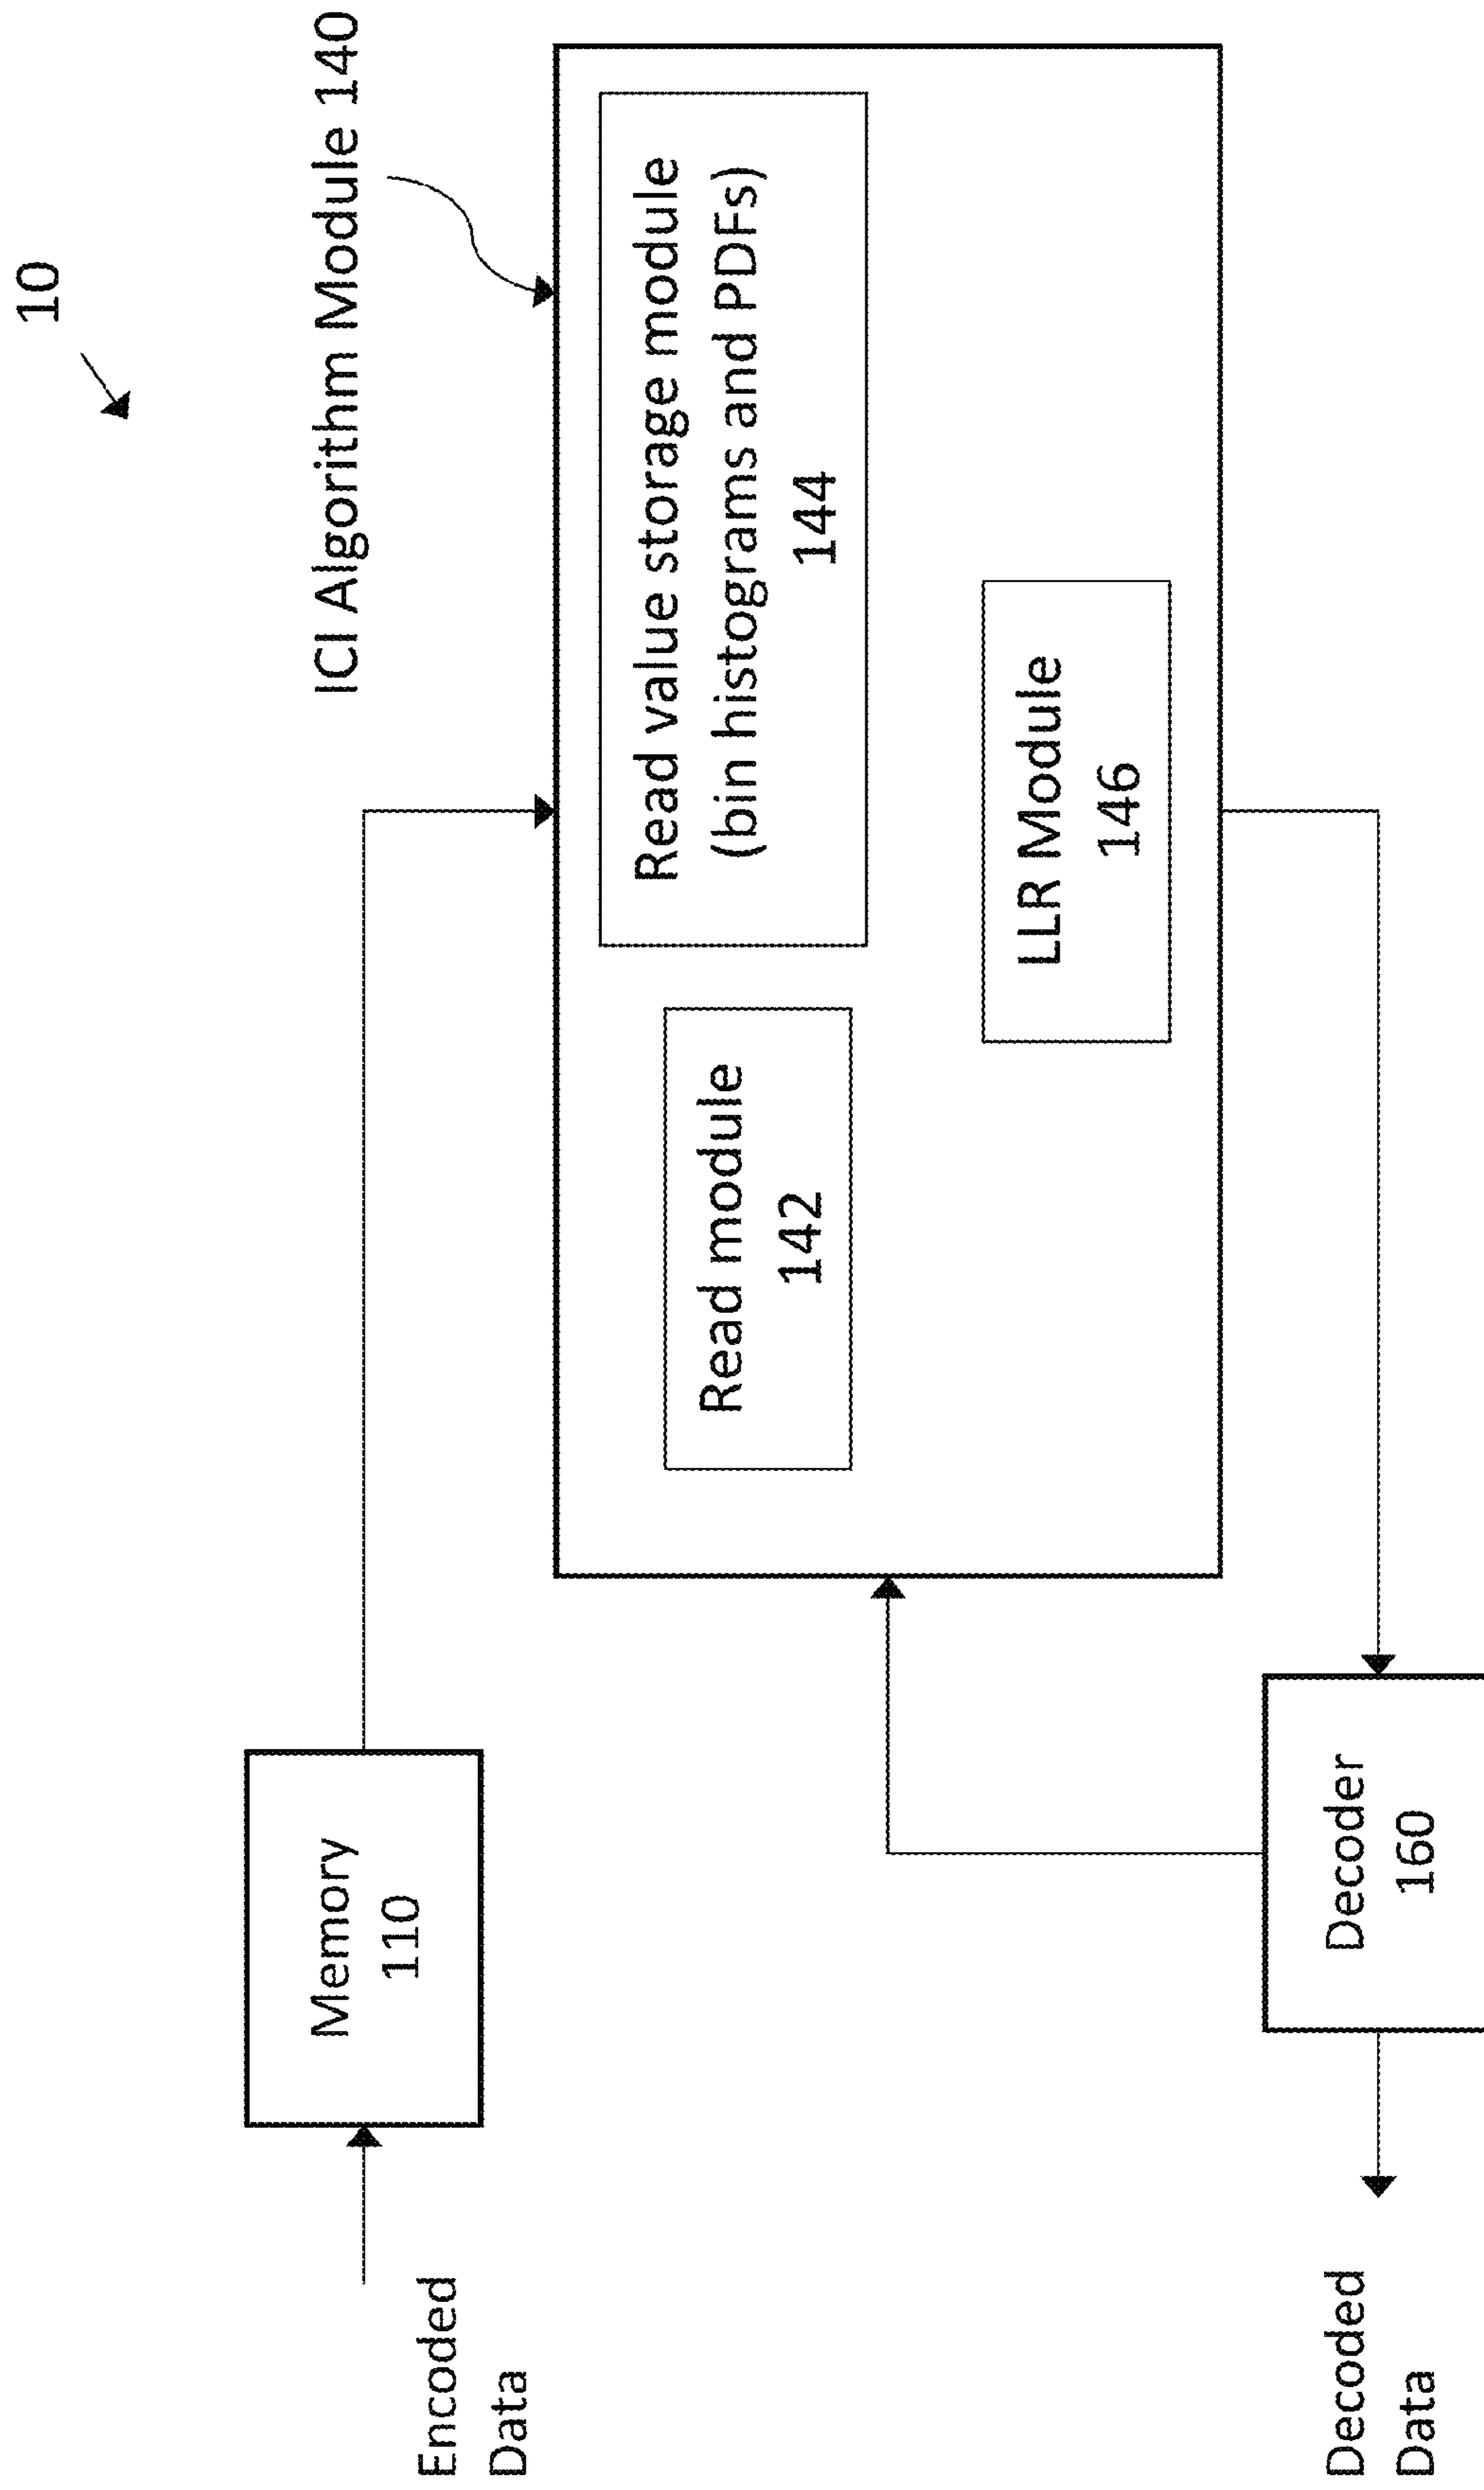 10
ICI Algorithm Module 140
Memory
110
Encoded
Data
Read module
142
Read value storage module
(bin histograms and PDFs)
144
LLR Module
146
Decoder
160
Decoded
Data